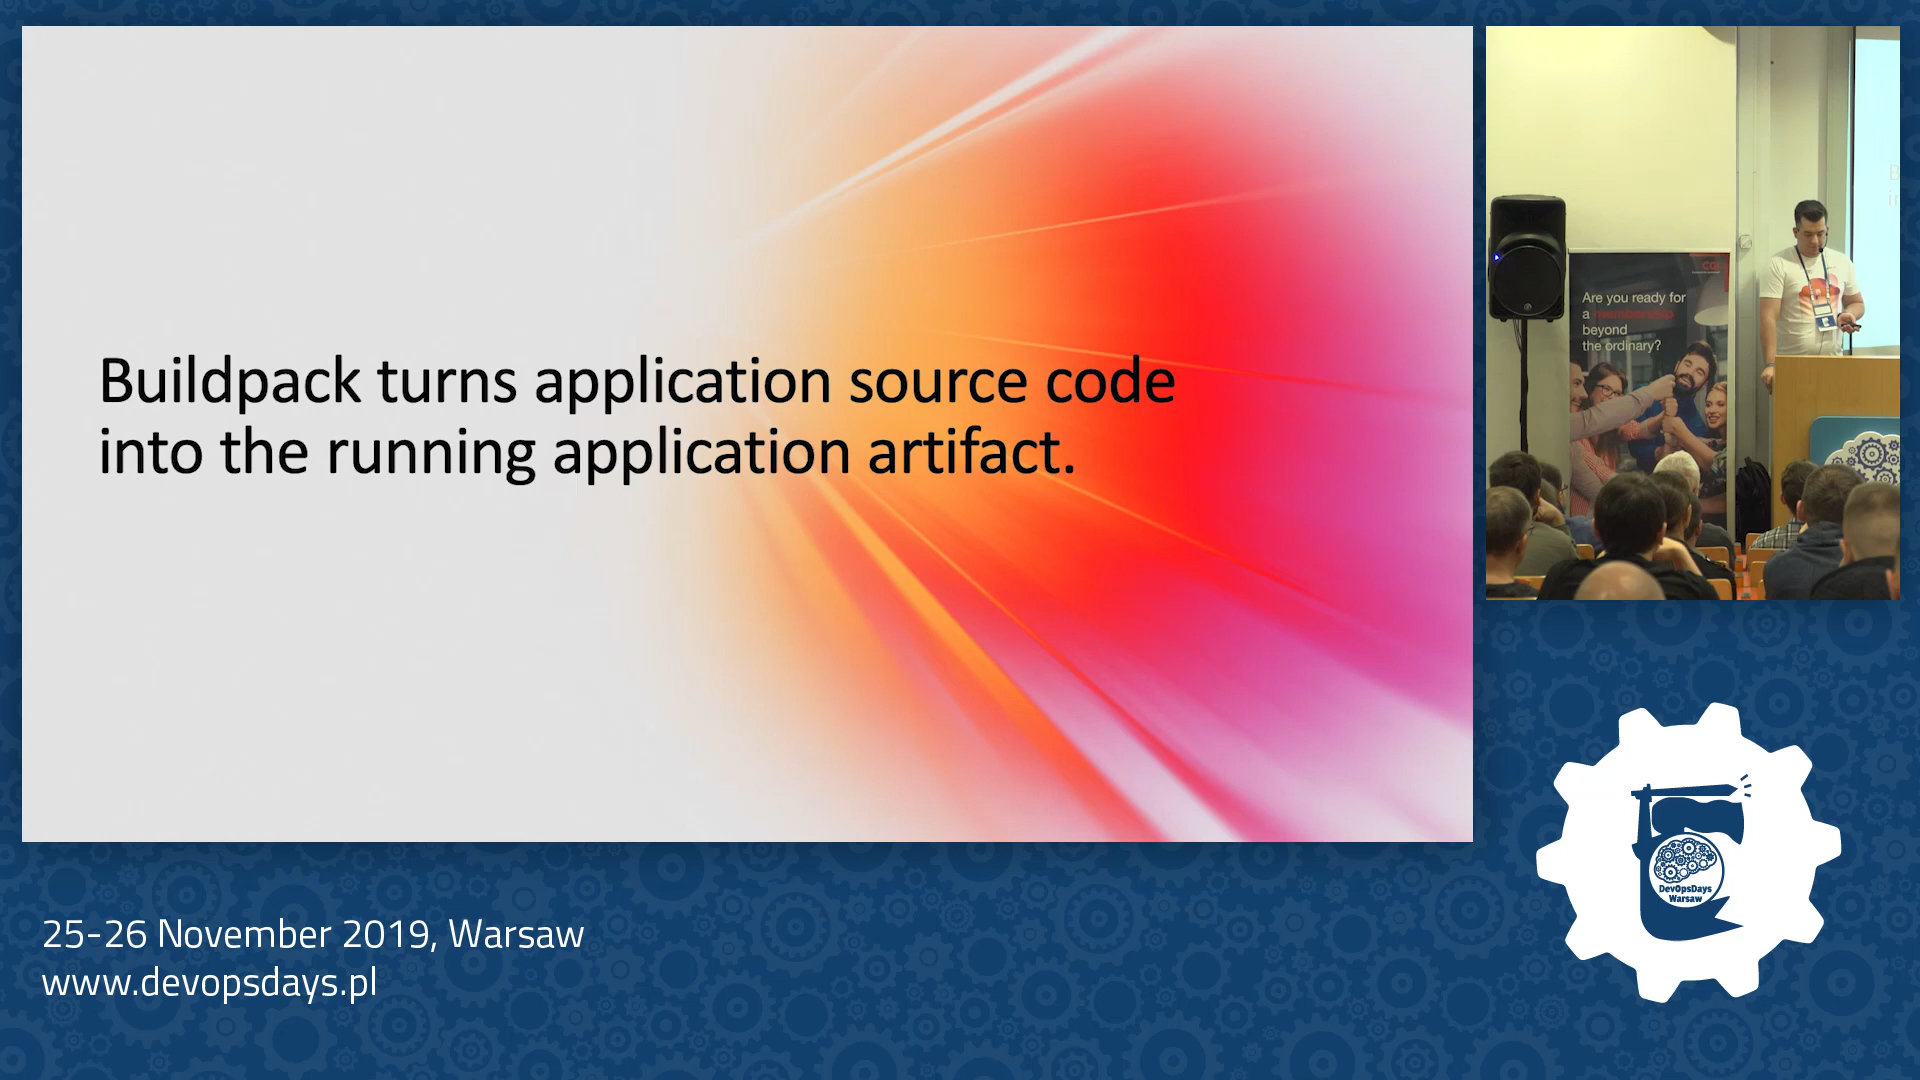 Buildpack turns application source code
into the running application artifact.
Are you ready for
a membership
beyond
the ordinary?
25-26 November 2019, Warsaw
www.devopsdays.pl
DevOpsDays
Warsaw